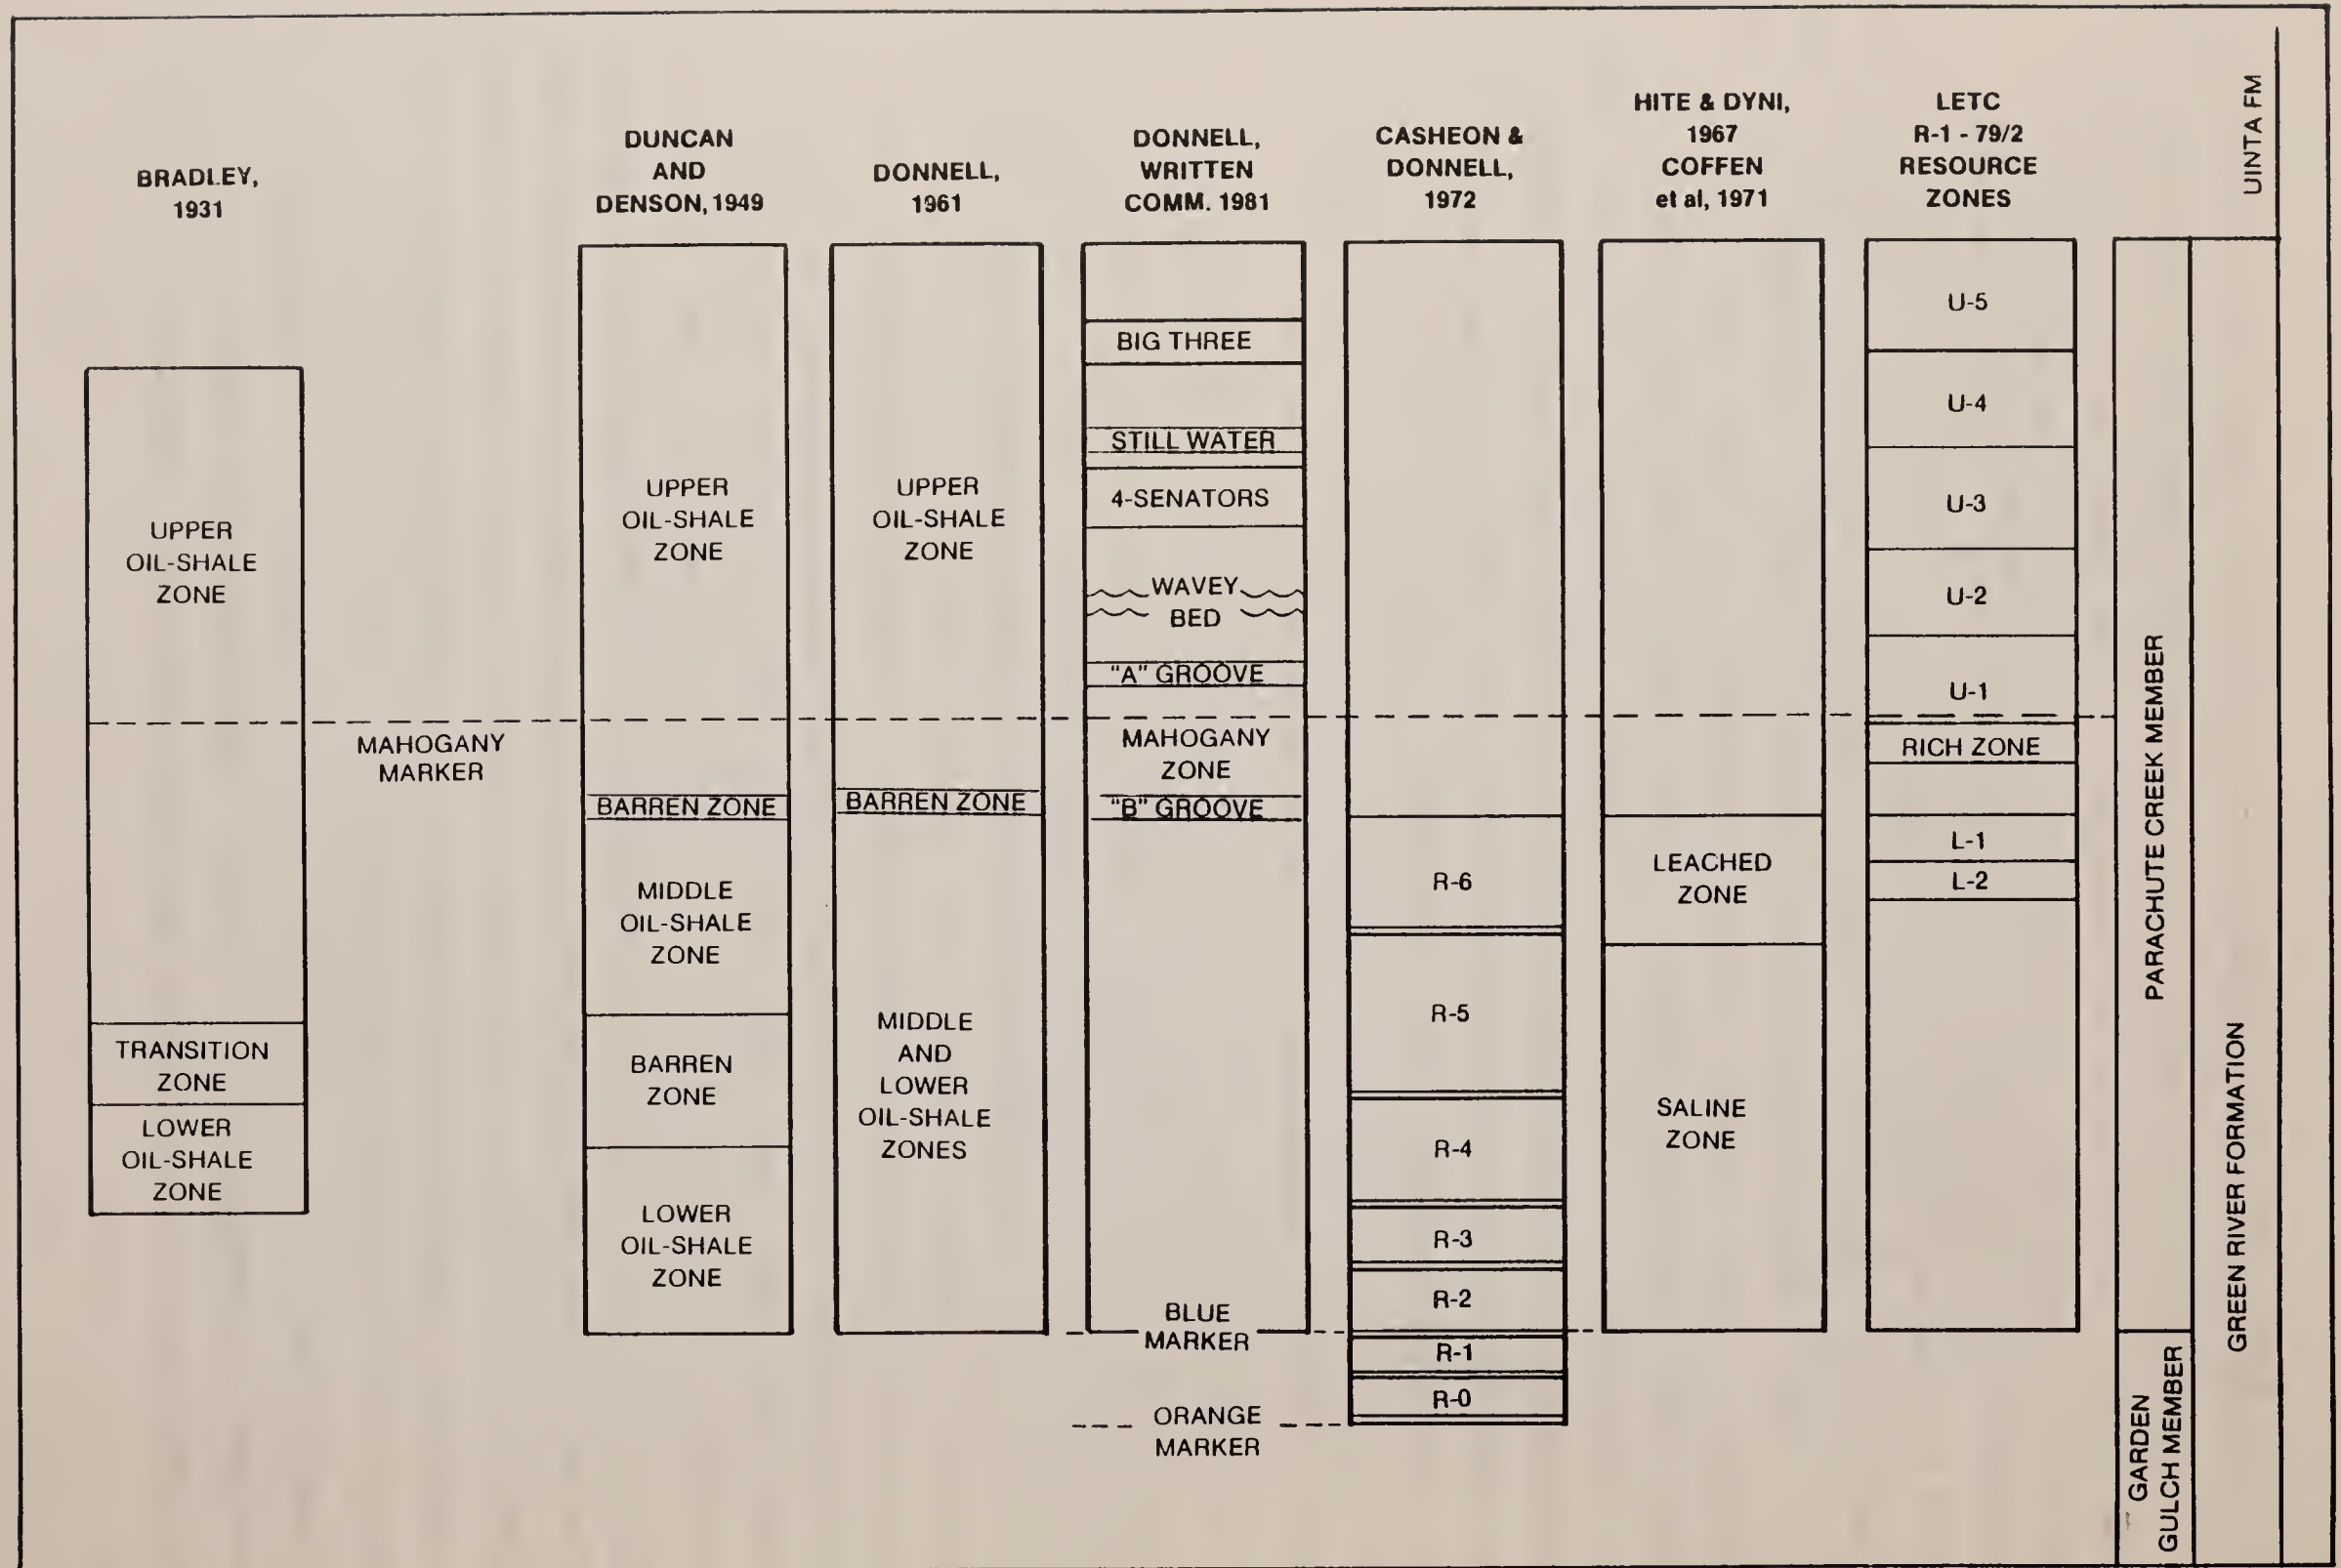 BRADLEY,
1931
UPPER
OIL-SHALE
ZONE
TRANSITION
ZONE
LOWER
OIL-SHALE
ZONE
MAHOGANY
MARKER
DUNCAN
AND
DENSON, 1949
UPPER
OIL-SHALE
ZONE
BARREN ZONE
MIDDLE
OIL-SHALE
ZONE
BARREN
ZONE
LOWER
OIL-SHALE
ZONE
DONNELL,
1961
UPPER
OIL-SHALE
ZONE
BARREN ZONE
MIDDLE
AND
LOWER
OIL-SHALE
ZONES
DONNELL,
WRITTEN
COMM. 1981
BIG THREE
STILL WATER
4-SENATORS
WAVEY
BED
"A" GROOVE
MAHOGANY
ZONE
"B" GROOVE
BLUE
MARKER
ORANGE
MARKER
CASHEON &
DONNELL,
1972
R-6
R-5
R-4
R-3
R-2
R-1
R-0
HITE & DYNI,
1967
COFFEN
et al, 1971
LEACHED
ZONE
SALINE
ZONE
LETC
R-1 - 79/2
RESOURCE
ZONES
U-5
U-4
U-3
U-2
U-1
RICH ZONE
L-1
L-2
PARACHUTE CREEK MEMBER
GARDEN
GULCH MEMBER
GREEN RIVER FORMATION
UINTA FM